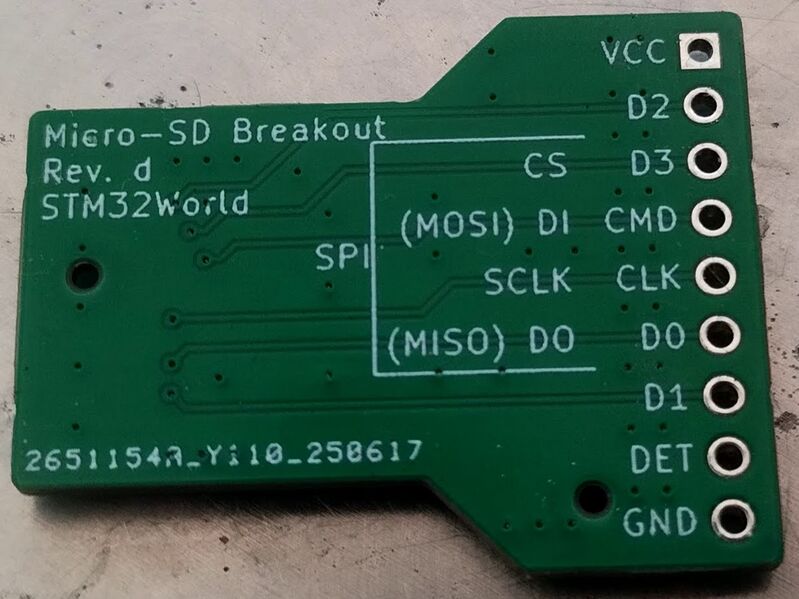 Micro-SD Breakout
Rev. d
STM32World
SPI
VCC
D2
CS D3
(MOSI) DI CMD
SCLK CLK
(MISO) DO D0
D1
DET
GND
2651154A_Y110_250617